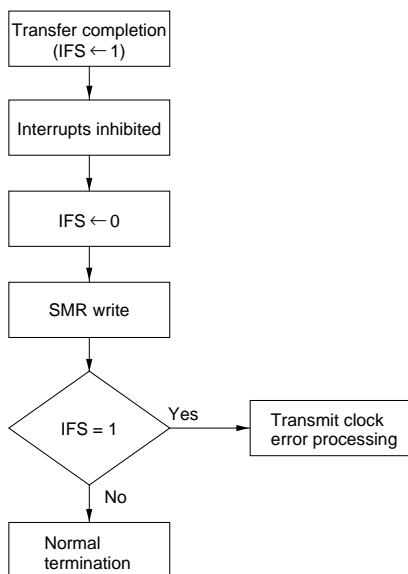 Transfer completion
(IFS ← 1)
Interrupts inhibited
IFS ← 0
SMR write
IFS = 1
Yes
Transmit clock
error processing
No
Normal
termination